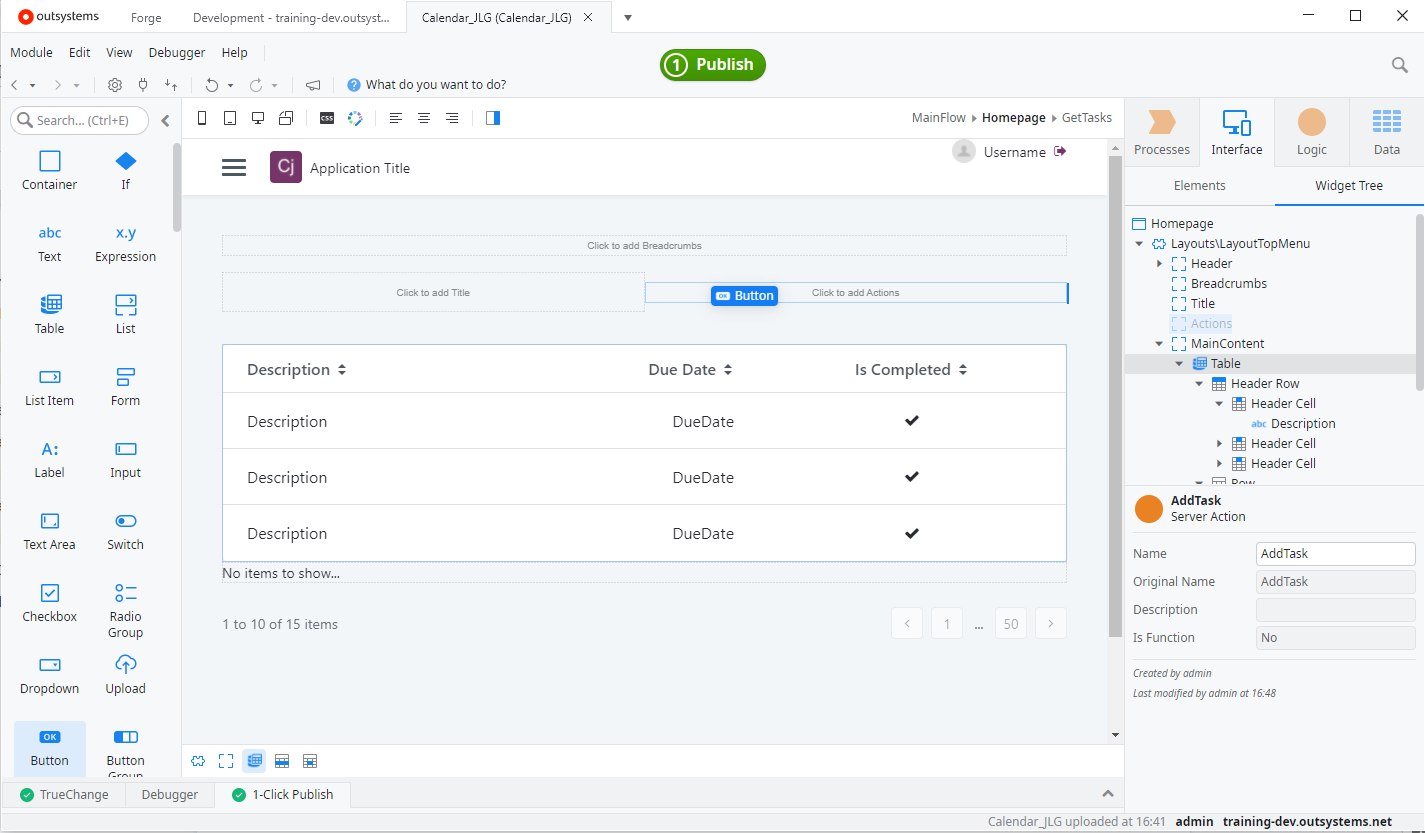 outsystems
Forge
Development - training-dev.outsyst...
Calendar_JLG (Calendar_JLG)
Module Edit View Debugger Help
1 Publish
What do you want to do?
Search... (Ctrl+E)
css
MainFlow Homepage GetTasks
Container
If
abc
Text
x.y
Expression
Table
List
List Item
Form
A:
Label
Input
Text Area
Switch
Checkbox
Radio
Group
Dropdown
Upload
OK
Button
Button
Group
Cj Application Title
Username
Click to add Breadcrumbs
Click to add Title
OK Button
Click to add Actions
Description Due Date Is Completed
Description DueDate
Description DueDate
Description DueDate
No items to show...
1 to 10 of 15 items
1 ... 50
Processes
Interface
Logic
Data
Elements
Widget Tree
Homepage
Layouts\LayoutTopMenu
Header
Breadcrumbs
Title
Actions
MainContent
Table
Header Row
Header Cell
abc Description
Header Cell
Header Cell
Row
AddTask
Server Action
Name AddTask
Original Name AddTask
Description
Is Function No
Created by admin
Last modified by admin at 16:48
TrueChange
Debugger
1-Click Publish
Calendar_JLG uploaded at 16:41 admin training-dev.outsystems.net